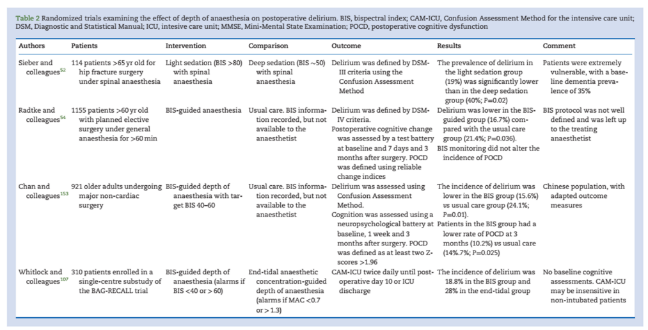 Table 2 Randomized trials examining the effect of depth of anaesthesia on postoperative delirium. BIS, bispectral index; CAM-ICU, Confusion Assessment Method for the intensive care unit;
DSM, Diagnostic and Statistical Manual; ICU, intesive care unit; MMSE, Mini-Mental State Examination; POCD, postoperative cognitive dysfunction
Authors Patients Intervention Comparison Outcome Results Comment
Sieber and
colleagues
114 patients >65 yr old for
hip fracture surgery
under spinal anaesthesia
Light sedation (BIS >80)
with spinal
anaesthesia
Deep sedation (BIS ~50)
with spinal
anaesthesia
Delirium was defined by DSM-
III criteria using the
Confusion Assessment
Method
The prevalence of delirium in
the light sedation group
(19%) was significantly lower
than in the deep sedation
group (40%; P=0.02)
Patients were extremely
vulnerable, with a base-
line dementia preva-
lence of 35%
Radtke and
colleagues
1155 patients >60 yr old
with planned elective
surgery under general
anaesthesia for >60 min
BIS-guided anaesthesia
Usual care. BIS informa-
tion recorded, but not
available to the
anaesthetist
Delirium was defined by DSM-
IV criteria.
Postoperative cognitive change
was assessed by a test battery
at baseline and 7 days and 3
months after surgery. POCD
was defined using reliable
change indices
Delirium was lower in the BIS-
guided group (16.7%) com-
pared with the usual care
group (21.4%; P=0.036).
BIS monitoring did not alter the
incidence of POCD
BIS protocol was not well
defined and was left up
to the treating
anaesthetist
Chan and
colleagues
921 older adults undergoing
major non-cardiac
surgery
BIS-guided depth of
anaesthesia with tar-
get BIS 40–60
Usual care. BIS informa-
tion recorded, but not
available to the
anaesthetist
Delirium was assessed using
Confusion Assessment
Method.
Cognition was assessed using a
neuropsychological battery at
baseline, 1 week and 3
months after surgery. POCD
was defined as at least two Z-
scores >1.96
The incidence of delirium was
lower in the BIS group (15.6%)
vs usual care group (24.1%;
P=0.01).
Patients in the BIS group had a
lower rate of POCD at 3
months (10.2%) vs usual care
(14".7%; P=0.025)
Chinese population, with
adapted outcome
measures
Whitlock and
colleagues
310 patients enrolled in a
single-centre substudy of
the BAG-RECALL trial
BIS-guided depth of
anaesthesia (alarms if
BIS <40 or > 60)
End-tidal anaesthetic
concentration-guided
depth of anaesthesia
(alarms if MAC <0.7
or > 1.3)
CAM-ICU twice daily until post-
operative day 10 or ICU
discharge
The incidence of delirium was
18.8% in the BIS group and
28% in the end-tidal group
No baseline cognitive
assessments. CAM-ICU
may be insensitive in
non-intubated patients